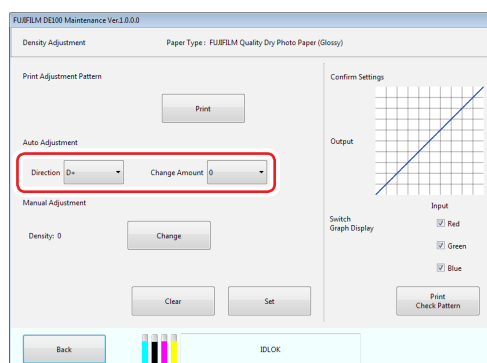 FUJIFILM DE100 Maintenance Ver.1.0.0.0
Density Adjustment
Paper Type : FUJIFILM Quality Dry Photo Paper (Glossy)
Print Adjustment Pattern
Print
Auto Adjustment
Direction D+ Change Amount 0
Manual Adjustment
Density: 0
Change
Clear
Set
Confirm Settings
Output
Input
Switch
Graph Display
Red
Green
Blue
Print
Check Pattern
Back
IDLOK